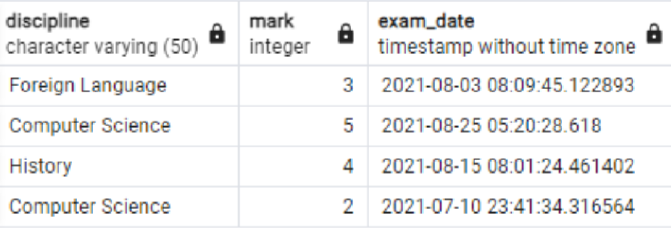 discipline mark exam_date
character varying (50) integer timestamp without time zone
Foreign Language 3 2021-08-03 08:09:45.122893
Computer Science 5 2021-08-25 05:20:28.618
History 4 2021-08-15 08:01:24.461402
Computer Science 2 2021-07-10 23:41:34.316564